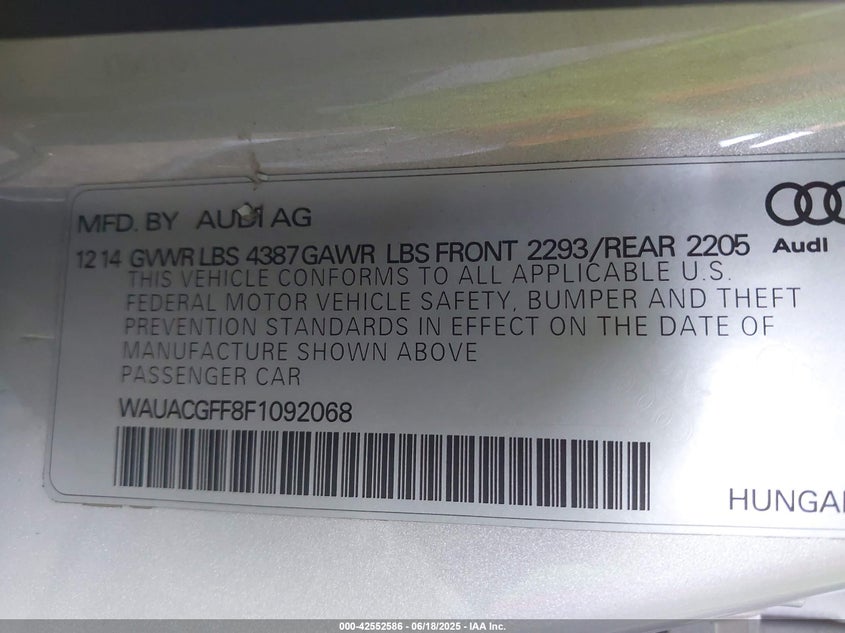 MFD. BY AUDI AG
12 14 GVWR LBS 4387 GAWR LBS FRONT 2293/REAR 2205
Audi
THIS VEHICLE CONFORMS TO ALL APPLICABLE U.S.
FEDERAL MOTOR VEHICLE SAFETY, BUMPER AND THEFT
PREVENTION STANDARDS IN EFFECT ON THE DATE OF
MANUFACTURE SHOWN ABOVE
PASSENGER CAR
WAUACGFF8F1092068
HUNGA
000-42552586 - 06/18/2025 - IAA Inc.